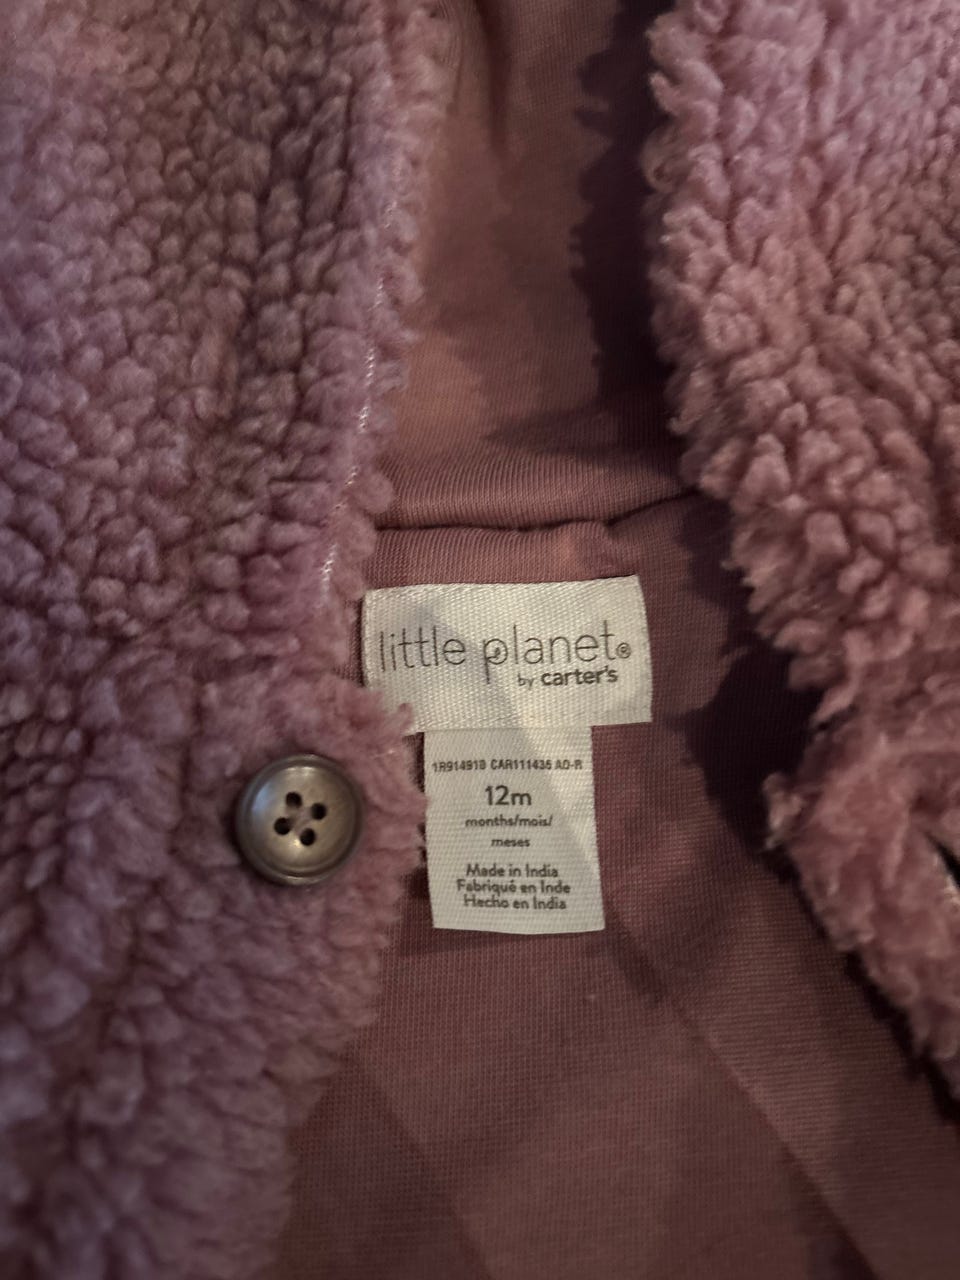 little planet®
by carter's
1R914910 CAR111436 AO-R
12m
months/mois/
meses
Made in India
Fabriqué en Inde
Hecho en India